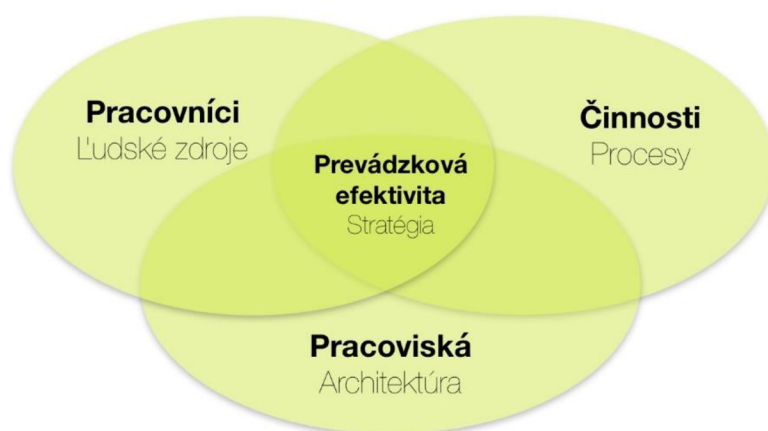 Pracovníci
Ľudské zdroje
Činnosti
Procesy
Prevádzková
efektivita
Stratégia
Pracoviská
Architektúra